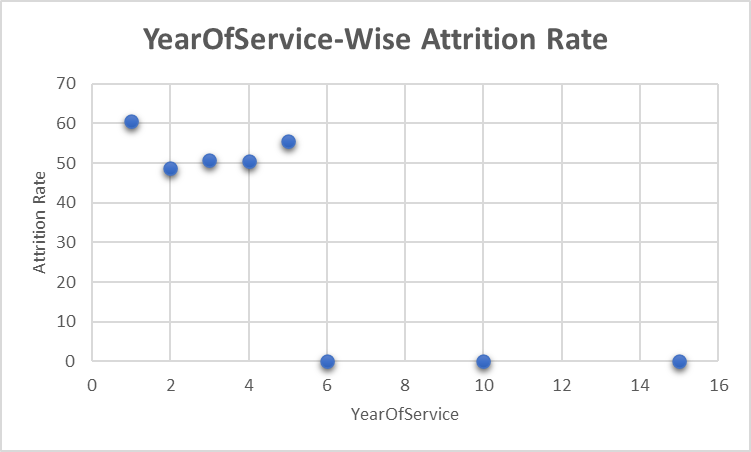 YearOfService-Wise Attrition Rate
70
60
50
40
30
20
10
0
Attrition Rate
0 2 4 6 8 10 12 14 16
YearOfService